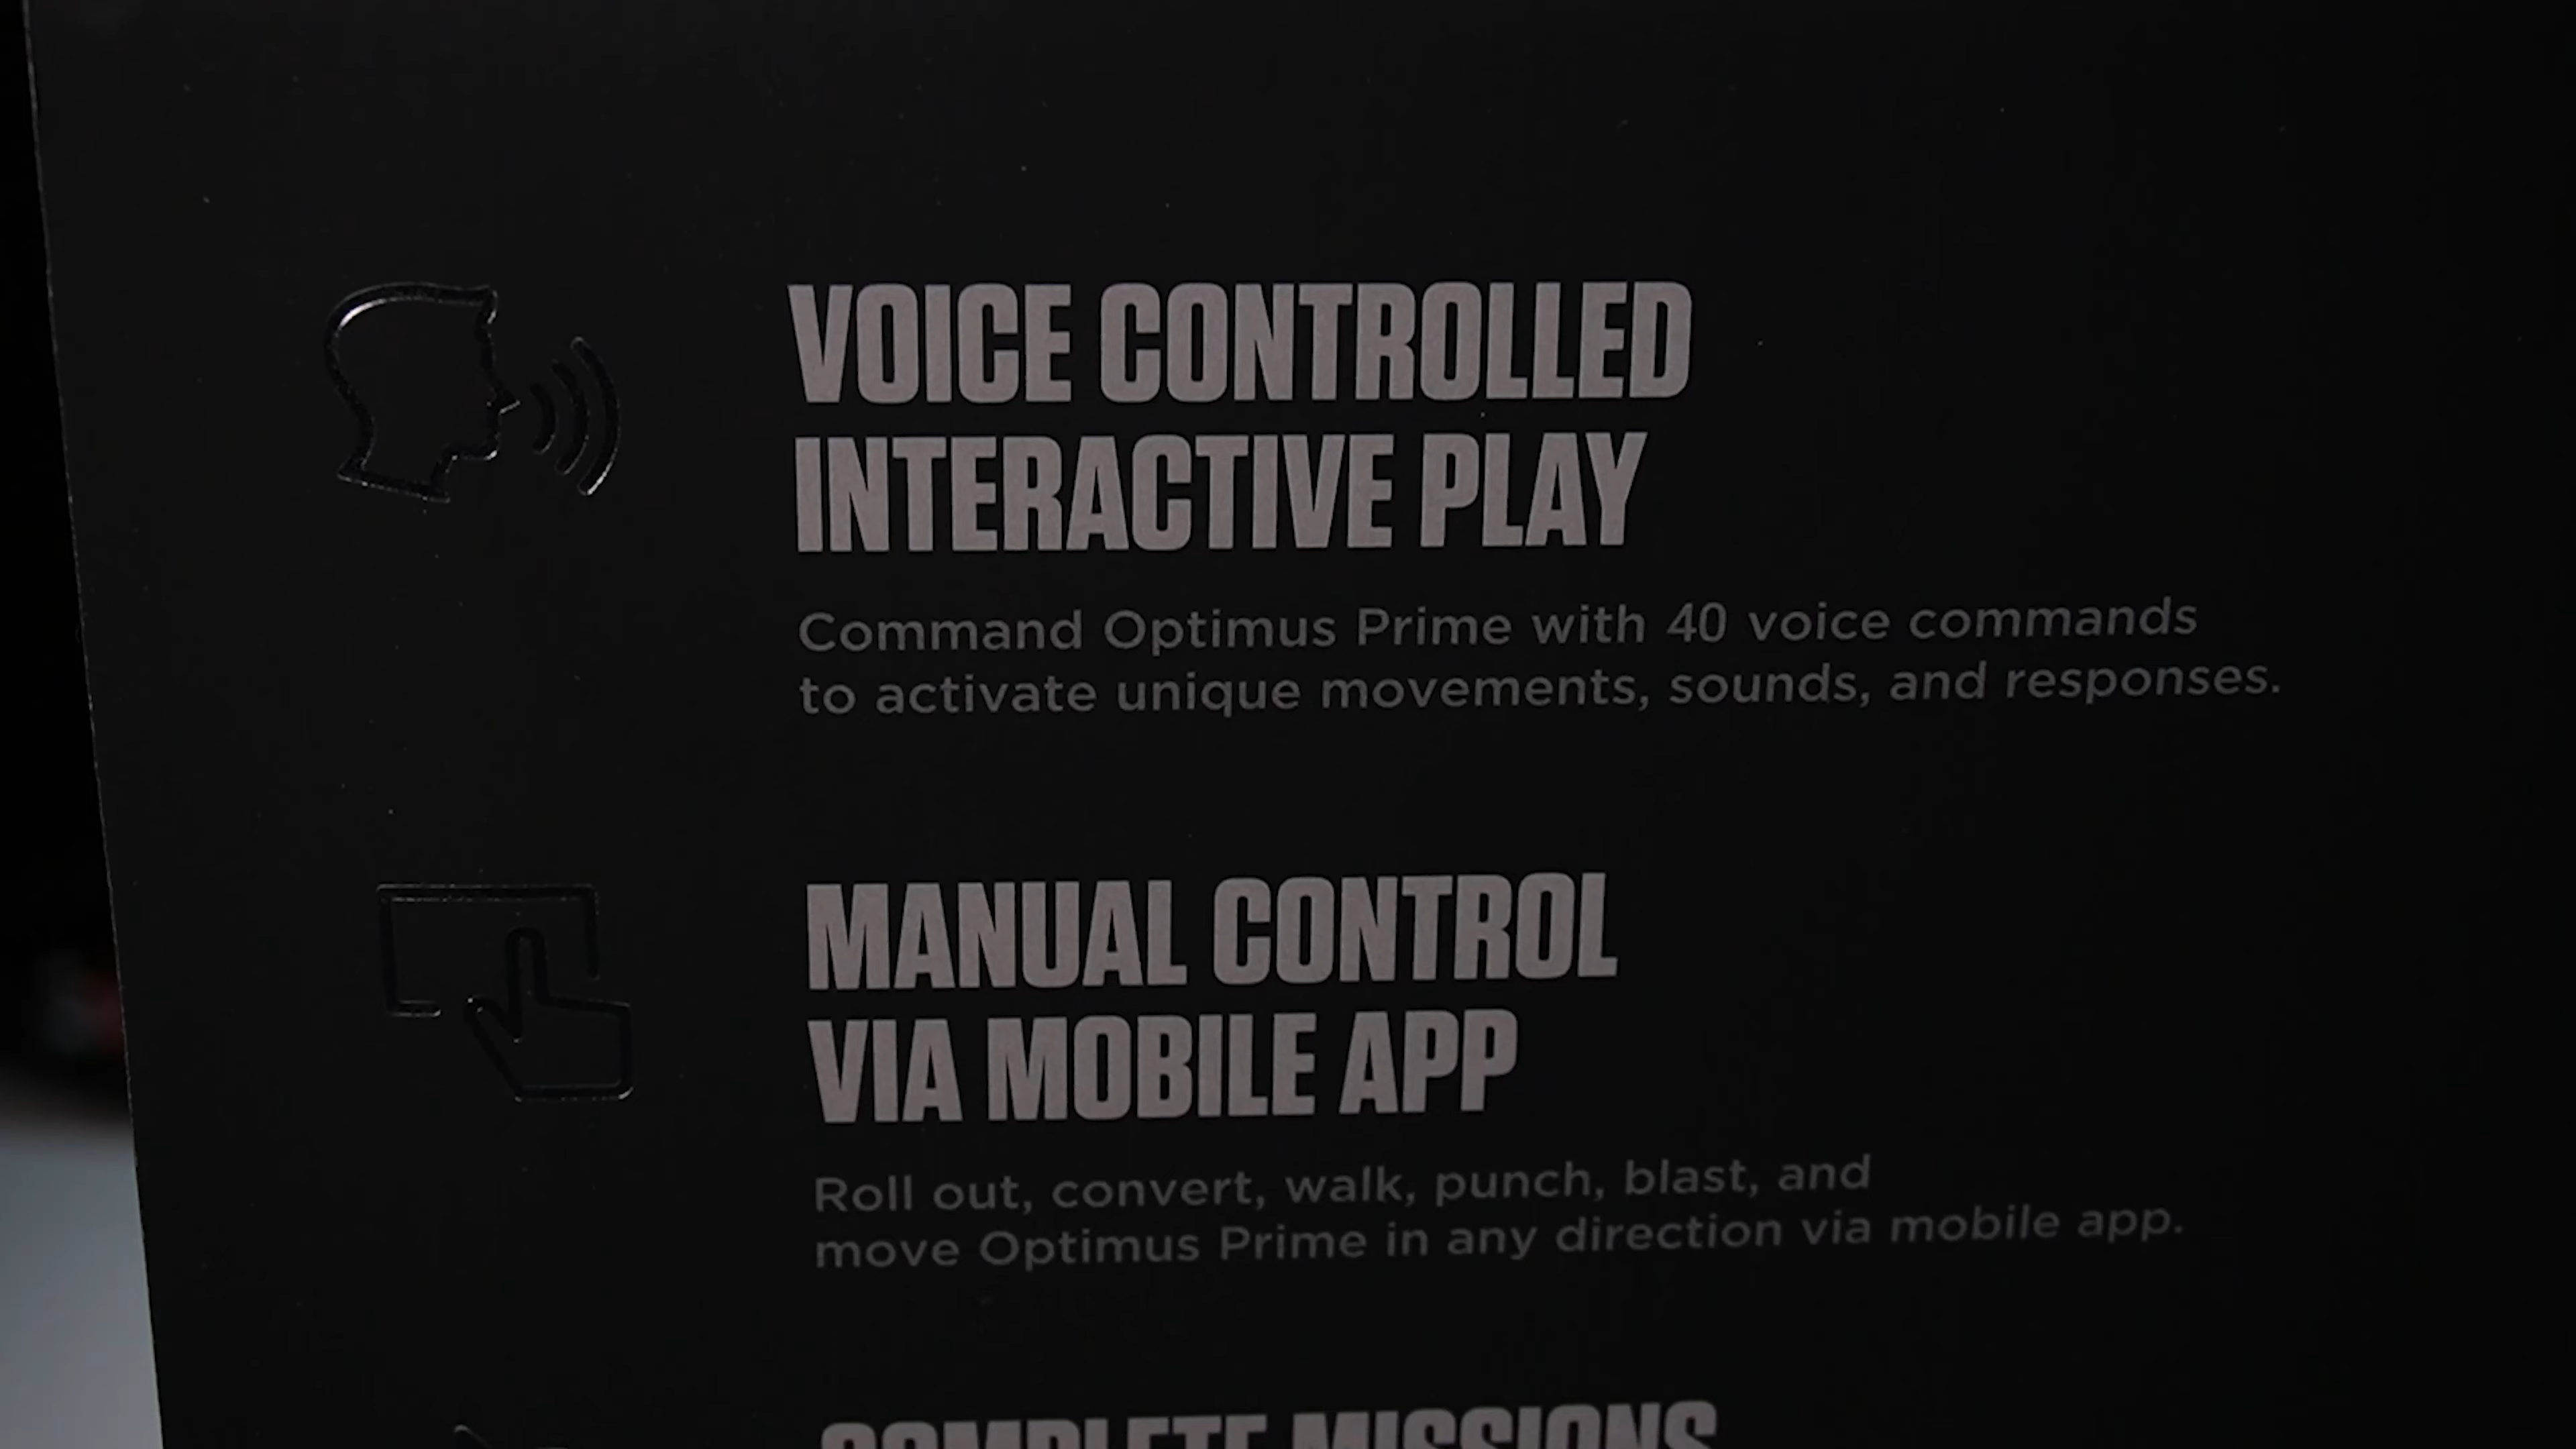 VOICE CONTROLLED
INTERACTIVE PLAY
Command Optimus Prime with 40 voice commands
to activate unique movements, sounds, and responses.
MANUAL CONTROL
VIA MOBILE APP
Roll out, convert, walk, punch, blast, and
move Optimus Prime in any direction via mobile app.
COMPLETE MISSIONS